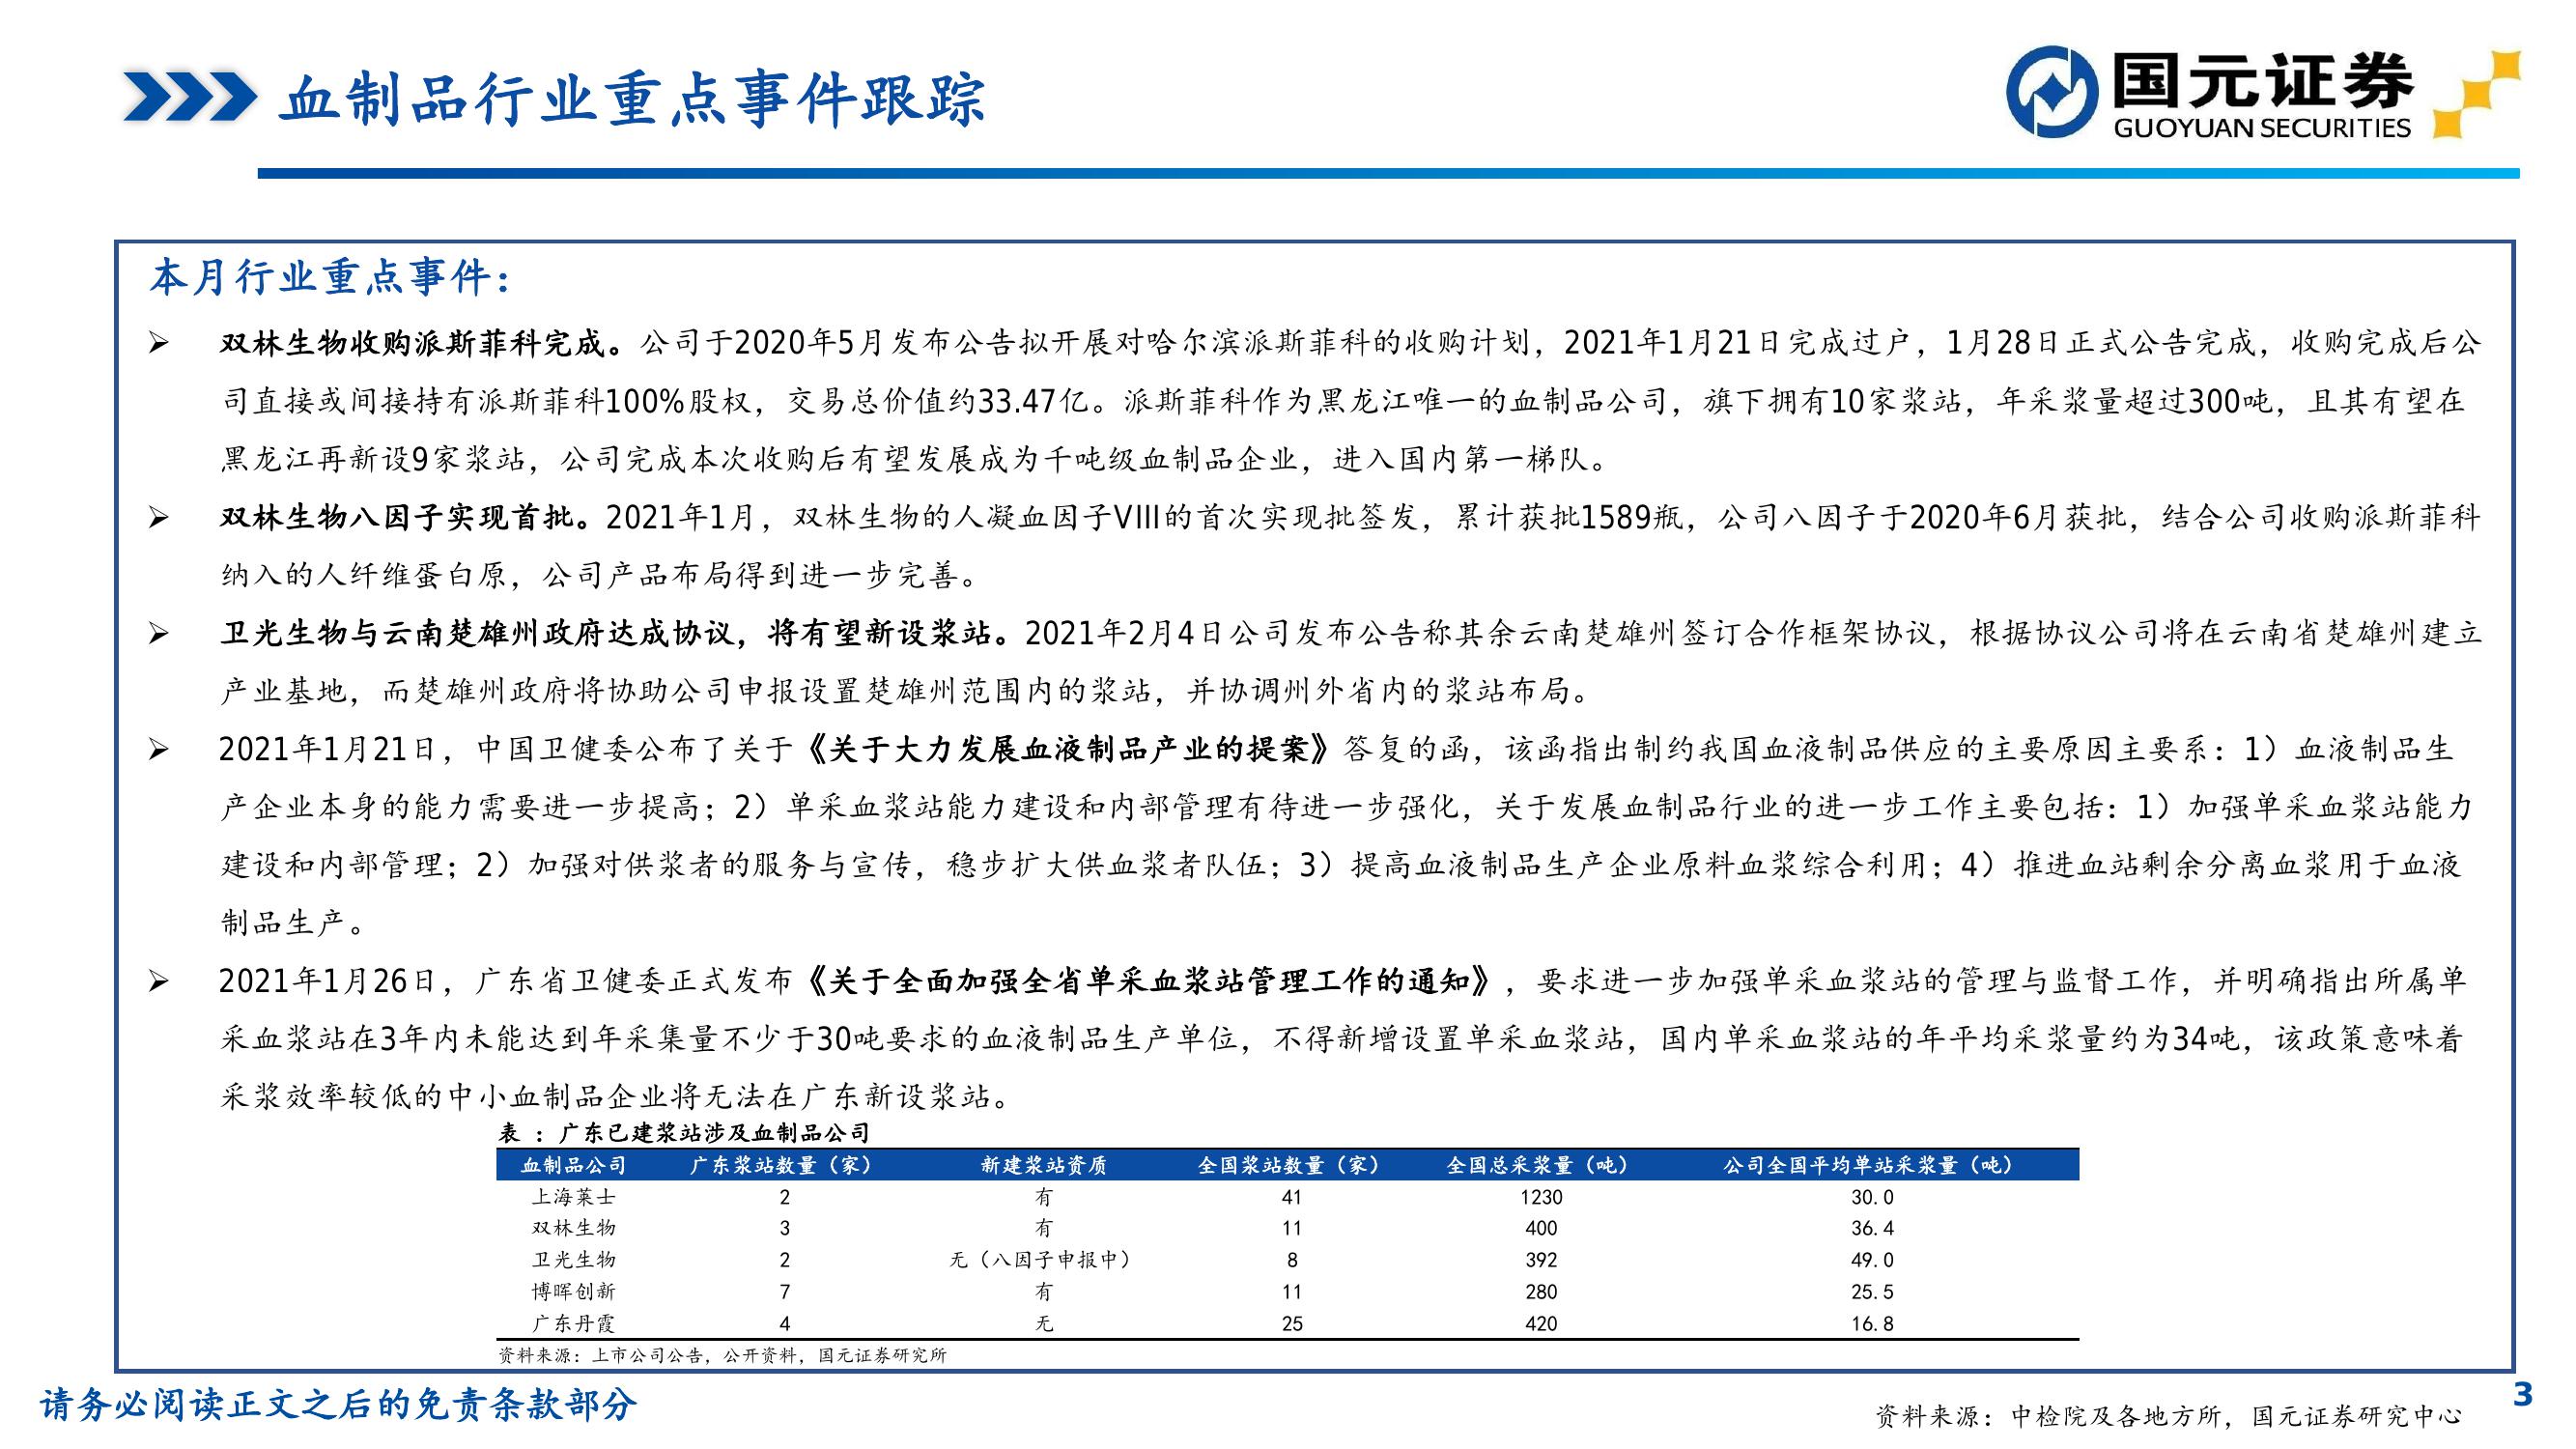 血制品行业重点事件跟踪
国元证券
GUOYUAN SECURITIES
本月行业重点事件：
➢ 双林生物收购派斯菲科完成。公司于2020年5月发布公告拟开展对哈尔滨派斯菲科的收购计划，2021年1月21日完成过户，1月28日正式公告完成，收购完成后公
司直接或间接持有派斯菲科100%股权，交易总价值约33.47亿。派斯菲科作为黑龙江唯一的血制品公司，旗下拥有10家浆站，年采浆量超过300吨，且其有望在
黑龙江再新设9家浆站，公司完成本次收购后有望发展成为千吨级血制品企业，进入国内第一梯队。
➢ 双林生物八因子实现首批。2021年1月，双林生物的人凝血因子VIII的首次实现批签发，累计获批1589瓶，公司八因子于2020年6月获批，结合公司收购派斯菲科
纳入的人纤维蛋白原，公司产品布局得到进一步完善。
➢ 卫光生物与云南楚雄州政府达成协议，将有望新设浆站。2021年2月4日公司发布公告称其余云南楚雄州签订合作框架协议，根据协议公司将在云南省楚雄州建立
产业基地，而楚雄州政府将协助公司申报设置楚雄州范围内的浆站，并协调州外省内的浆站布局。
➢ 2021年1月21日，中国卫健委公布了关于《关于大力发展血液制品产业的提案》答复的函，该函指出制约我国血液制品供应的主要原因主要系：1）血液制品生
产企业本身的能力需要进一步提高；2）单采血浆站能力建设和内部管理有待进一步强化，关于发展血制品行业的进一步工作主要包括：1）加强单采血浆站能力
建设和内部管理；2）加强对供浆者的服务与宣传，稳步扩大供血浆者队伍；3）提高血液制品生产企业原料血浆综合利用；4）推进血站剩余分离血浆用于血液
制品生产。
➢ 2021年1月26日，广东省卫健委正式发布《关于全面加强全省单采血浆站管理工作的通知》，要求进一步加强单采血浆站的管理与监督工作，并明确指出所属单
采血浆站在3年内未能达到年采集量不少于30吨要求的血液制品生产单位，不得新增设置单采血浆站，国内单采血浆站的年平均采浆量约为34吨，该政策意味着
采浆效率较低的中小血制品企业将无法在广东新设浆站。
表 ：广东已建浆站涉及血制品公司
血制品公司 广东浆站数量（家） 新建浆站资质 全国浆站数量（家） 全国总采浆量（吨） 公司全国平均单站采浆量（吨）
上海莱士 2 有 41 1230 30.0
双林生物 3 有 11 400 36.4
卫光生物 2 无（八因子申报中） 8 392 49.0
博晖创新 7 有 11 280 25.5
广东丹霞 4 无 25 420 16.8
资料来源：上市公司公告，公开资料，国元证券研究所
请务必阅读正文之后的免责条款部分
资料来源：中检院及各地方所，国元证券研究中心
3